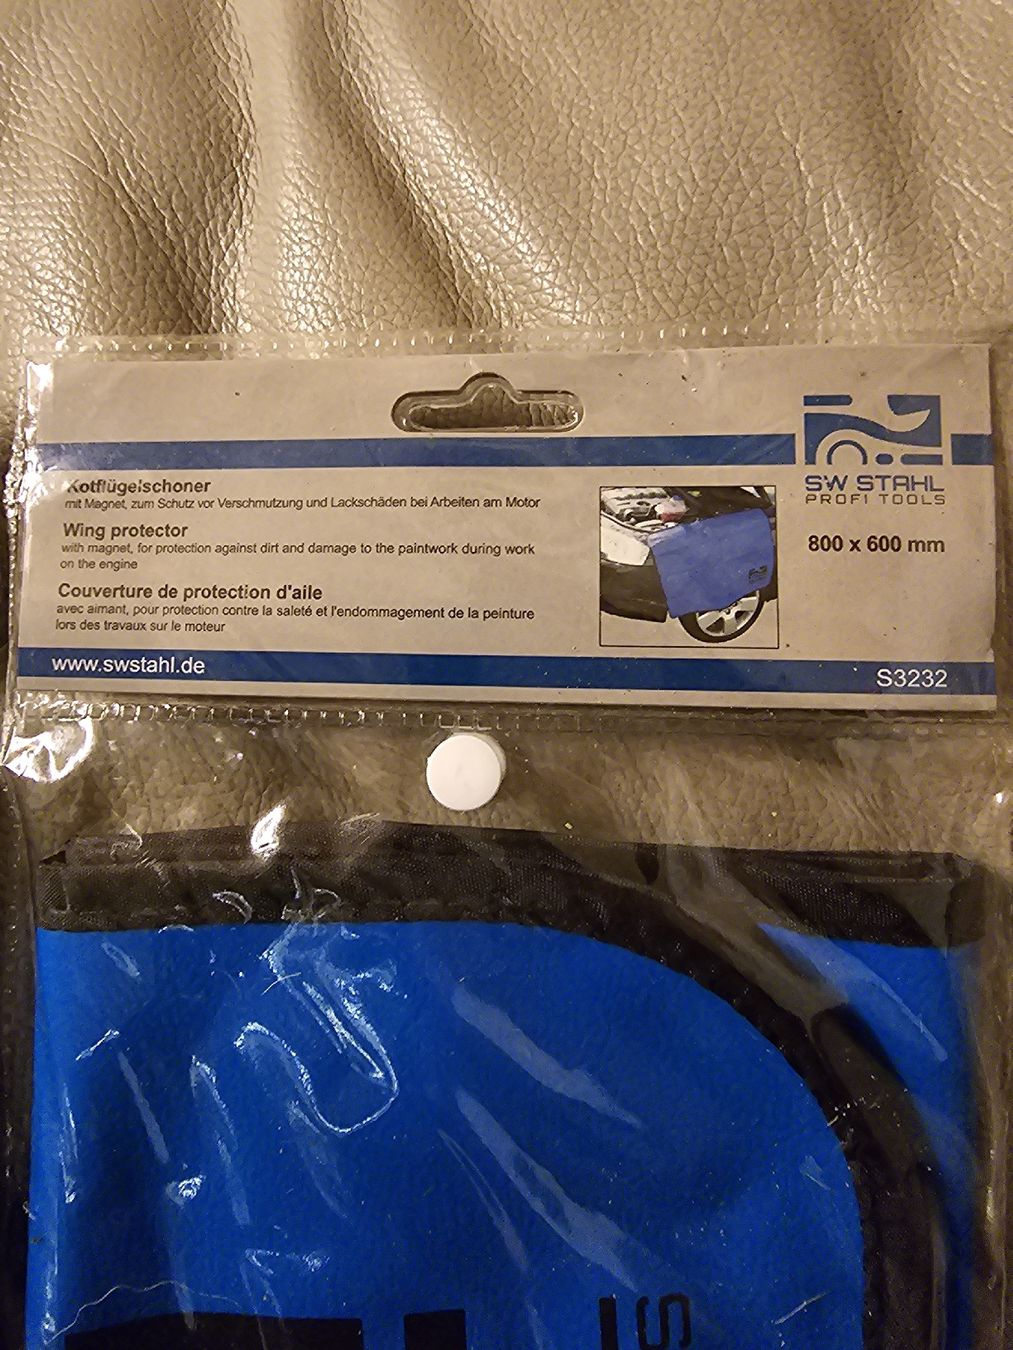 SW STAHL
PROFI TOOLS
Kotflügelschoner
mit Magnet, zum Schutz vor Verschmutzung und Lackschäden bei Arbeiten am Motor
Wing protector
with magnet, for protection against dirt and damage to the paintwork during work
on the engine
Couverture de protection d'aile
avec aimant, pour protection contre la saleté et l'endommagement de la peinture
lors des travaux sur le moteur
800 x 600 mm
www.swstahl.de
S3232
S